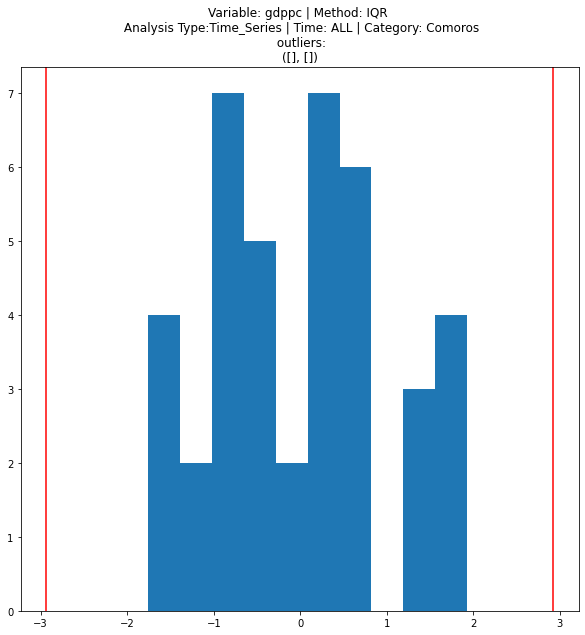 Variable: gdppc | Method: IQR
Analysis Type:Time_Series | Time: ALL | Category: Comoros
outliers:
([], [])
7
6
5
4
3
2
1
0
−3 −2 −1 0 1 2 3